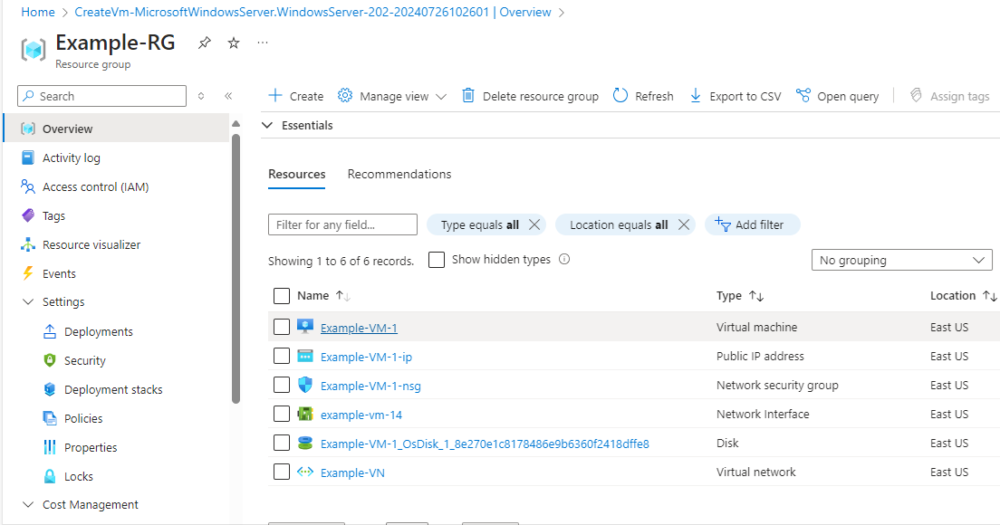 Home > CreateVm-MicrosoftWindowsServer.WindowsServer-202-20240726102601 | Overview >
Example-RG ...
Resource group
Search
Create Manage view Delete resource group Refresh Export to CSV Open query Assign tags
Overview
Essentials
Activity log
Resources Recommendations
Access control (IAM)
Tags
Filter for any field... Type equals all Location equals all Add filter
Resource visualizer
Showing 1 to 6 of 6 records. Show hidden types No grouping
Events
Settings
Name Type Location
Deployments
Example-VM-1 Virtual machine East US
Security
Example-VM-1-ip Public IP address East US
Deployment stacks
Example-VM-1-nsg Network security group East US
Policies
example-vm-14 Network Interface East US
Properties
Example-VM-1_OsDisk_1_8e270e1c8178486e9b6360f2418dffe8 Disk East US
Locks
Example-VN Virtual network East US
Cost Management